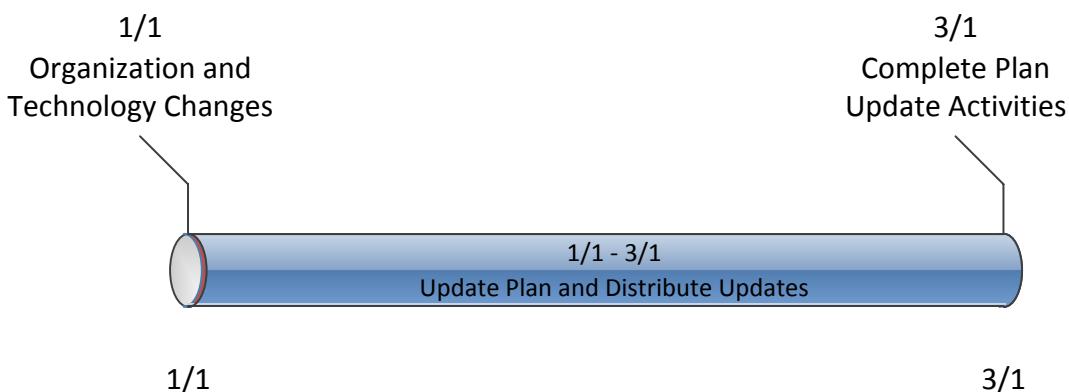 1/1
Organization and
Technology Changes
3/1
Complete Plan
Update Activities
1/1 - 3/1
Update Plan and Distribute Updates
1/1
3/1